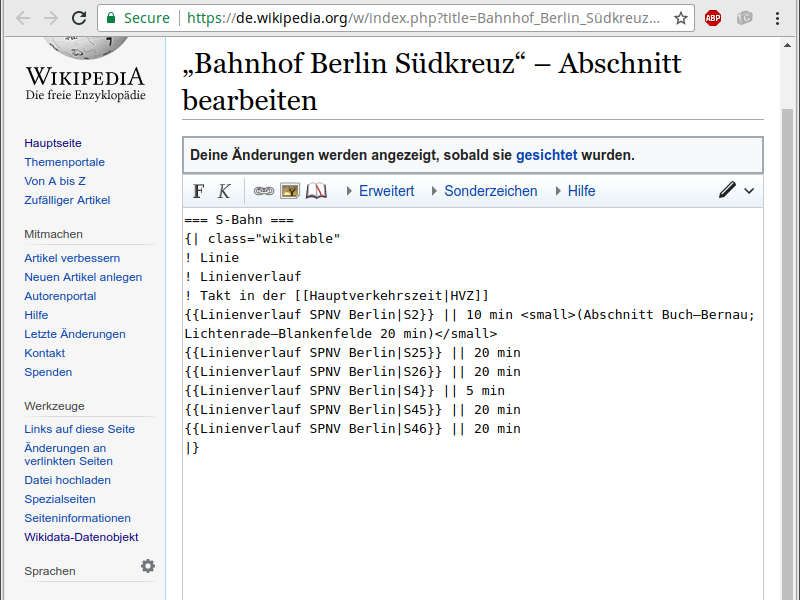 Secure https://de.wikipedia.org/w/index.php?title=Bahnhof_Berlin_Südkreuz...
ABP
TG
WIKIPEDIA
Die freie Enzyklopädie
Hauptseite
Themenportale
Von A bis Z
Zufälliger Artikel
Mitmachen
Artikel verbessern
Neuen Artikel anlegen
Autorenportal
Hilfe
Letzte Änderungen
Kontakt
Spenden
Werkzeuge
Links auf diese Seite
Änderungen an
verlinkten Seiten
Datei hochladen
Spezialseiten
Seiteninformationen
Wikidata-Datenobjekt
Sprachen
„Bahnhof Berlin Südkreuz“ – Abschnitt
bearbeiten
Deine Änderungen werden angezeigt, sobald sie gesichtet wurden.
F K Erweitert Sonderzeichen Hilfe
=== S-Bahn ===
{| class="wikitable"
! Linie
! Linienverlauf
! Takt in der [[Hauptverkehrszeit|HVZ]]
{{Linienverlauf SPNV Berlin|S2}} || 10 min <small>(Abschnitt Buch–Bernau;
Lichtenrade–Blankenfelde 20 min)</small>
{{Linienverlauf SPNV Berlin|S25}} || 20 min
{{Linienverlauf SPNV Berlin|S26}} || 20 min
{{Linienverlauf SPNV Berlin|S4}} || 5 min
{{Linienverlauf SPNV Berlin|S45}} || 20 min
{{Linienverlauf SPNV Berlin|S46}} || 20 min
|}